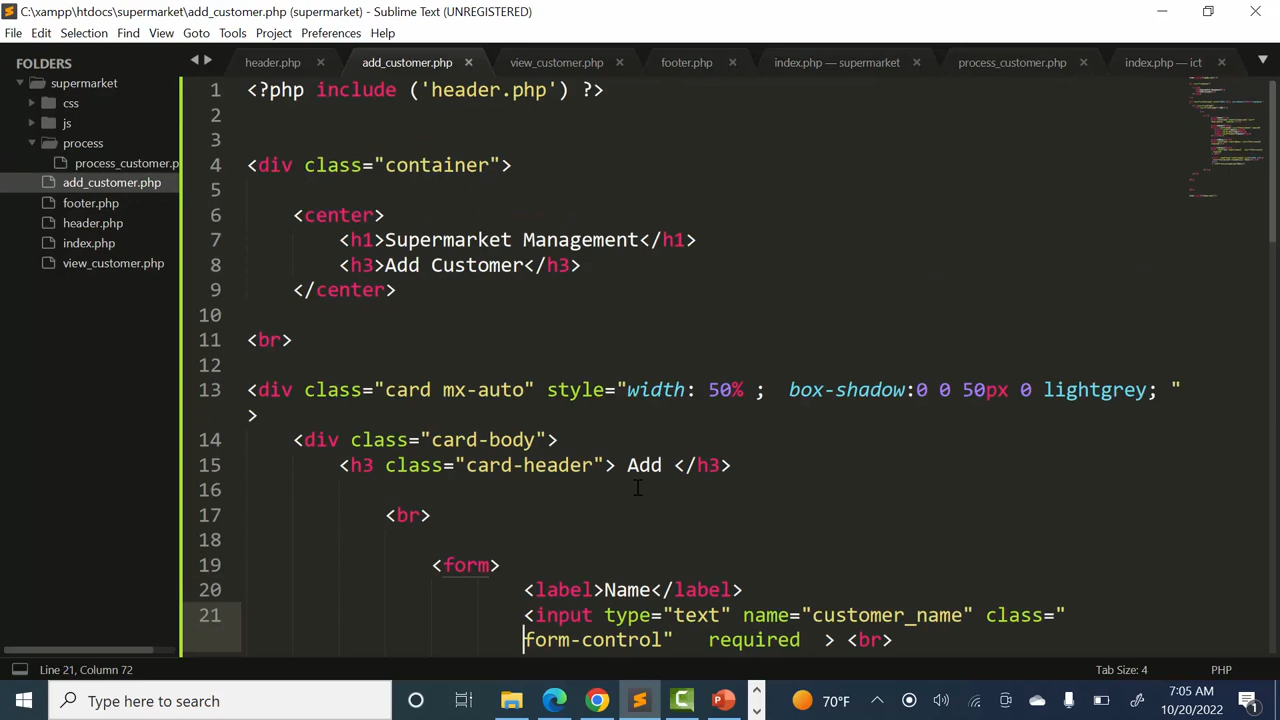 C:\xampp\htdocs\supermarket\add_customer.php (supermarket) - Sublime Text (UNREGISTERED)
File Edit Selection Find View Goto Tools Project Preferences Help
FOLDERS
supermarket
css
js
process
process_customer.p
add_customer.php
footer.php
header.php
index.php
view_customer.php
header.php add_customer.php view_customer.php footer.php index.php — supermarket process_customer.php index.php — ict
1 <?php include ('header.php') ?>
2
3
4 <div class="container">
5
6 <center>
7 <h1>Supermarket Management</h1>
8 <h3>Add Customer</h3>
9 </center>
10
11 <br>
12
13 <div class="card mx-auto" style="width: 50% ;  box-shadow:0 0 50px 0 lightgrey; "
>
14 <div class="card-body">
15 <h3 class="card-header"> Add </h3>
16
17 <br>
18
19 <form>
20 <label>Name</label>
21 <input type="text" name="customer_name" class="
form-control"   required  > <br>
Line 21, Column 72
Tab Size: 4 PHP
Type here to search
70°F
7:05 AM
10/20/2022
1